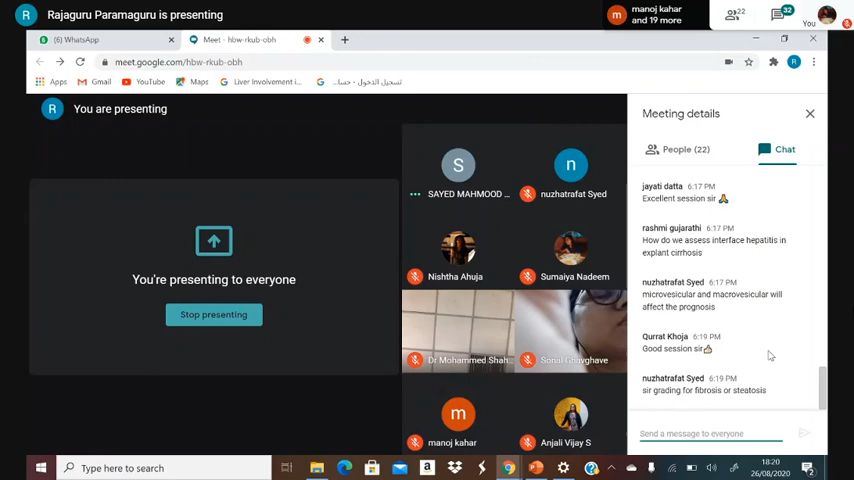 R Rajaguru Paramaguru is presenting
m manoj kahar
and 19 more
22
32
You
(6) WhatsApp
Meet - hbw-rkub-obh
meet.google.com/hbw-rkub-obh
R
Apps
Gmail
YouTube
Maps
Liver Involvement i...
تسجيل الدخول - حسا...
R You are presenting
Meeting details
People (22)
Chat
S
SAYED MAHMOOD ...
n
nuzhatrafat Syed
Nishtha Ahuja
Sumaiya Nadeem
Dr Mohammed Shah...
Sonal Ghavghave
m
manoj kahar
Anjali Vijay S
You're presenting to everyone
Stop presenting
jayati datta 6:17 PM
Excellent session sir
rashmi gujarathi 6:17 PM
How do we assess interface hepatitis in
explant cirrhosis
nuzhatrafat Syed 6:17 PM
microvesicular and macrovesicular will
affect the prognosis
Qurrat Khoja 6:19 PM
Good session sir
nuzhatrafat Syed 6:19 PM
sir grading for fibrosis or steatosis
Send a message to everyone
Type here to search
18:20
26/08/2020
2